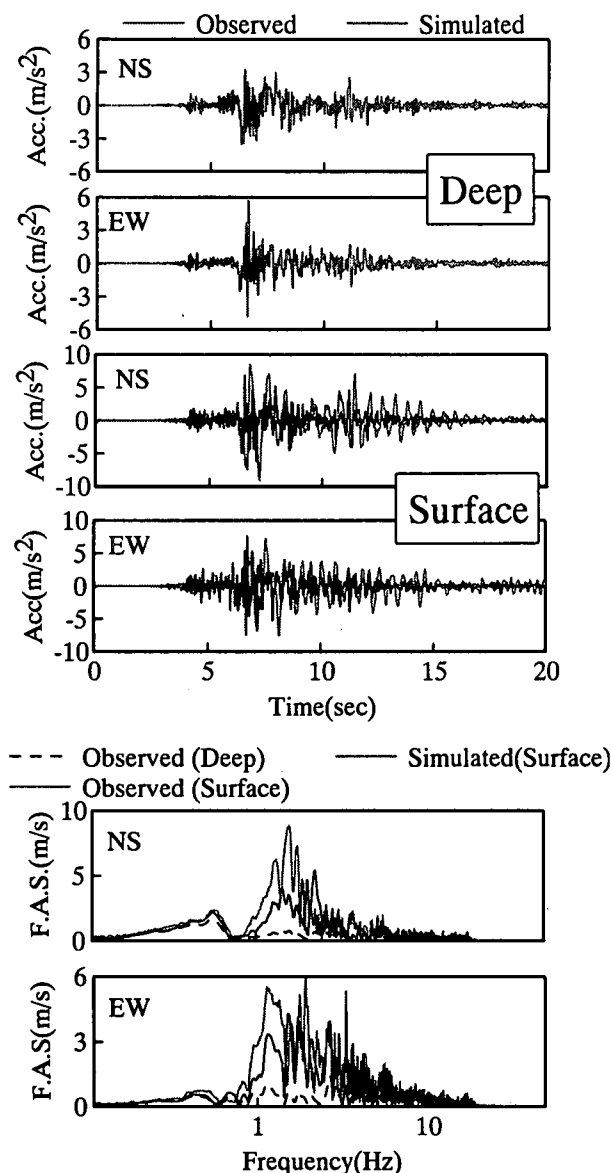 Observed Simulated
6
3
0
-3
-6
Acc.(m/s2)
NS
Deep
6
3
0
-3
-6
Acc.(m/s2)
EW
10
5
0
-5
-10
Acc.(m/s2)
NS
Surface
10
5
0
-5
-10
Acc(m/s2)
EW
0 5 10 15 20
Time(sec)
Observed (Deep) Simulated(Surface)
Observed (Surface)
10
5
0
F.A.S.(m/s)
NS
6
3
0
F.A.S(m/s)
EW
1 10
Frequency(Hz)